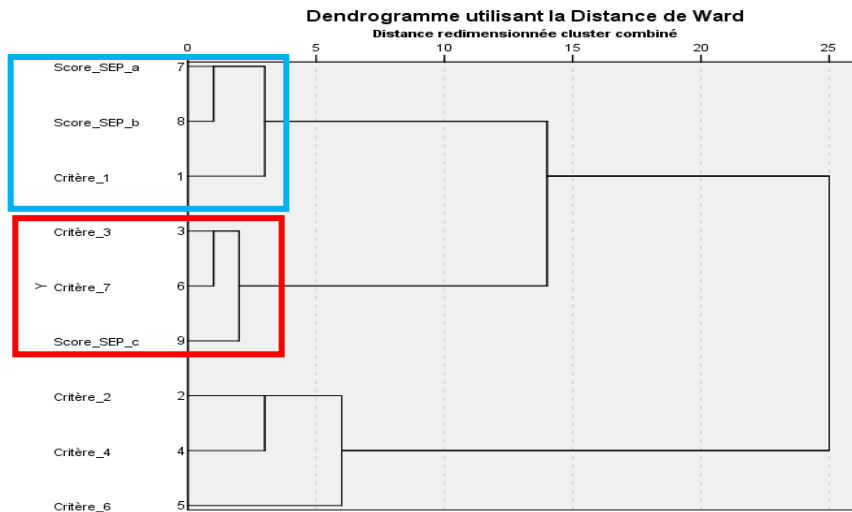 Dendrogramme utilisant la Distance de Ward
Distance redimensionnée cluster combiné
0 5 10 15 20 25
Score_SEP_a 7
Score_SEP_b 8
Critère_1 1
Critère_3 3
Y Critère_7 6
Score_SEP_c 9
Critère_2 2
Critère_4 4
Critère_6 5